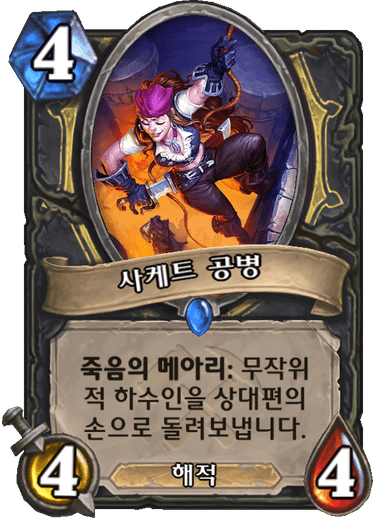 4
사케트 공병
죽음의 메아리: 무작위
적 하수인을 상대편의
손으로 돌려보냅니다.
4
해적
4